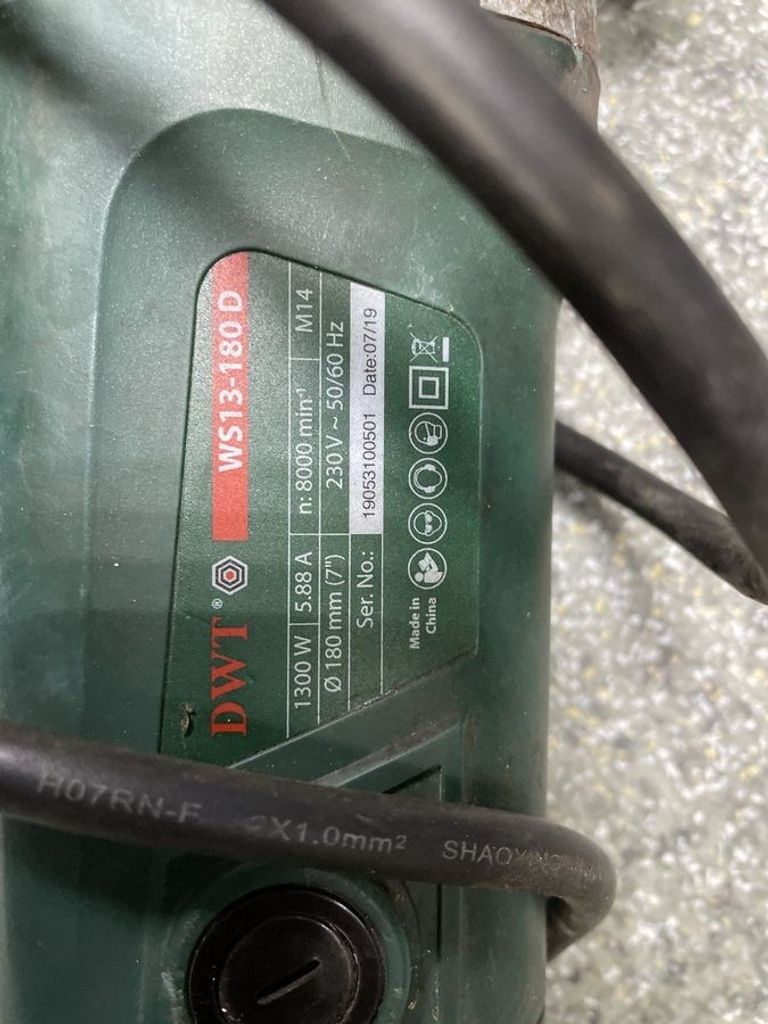 DWT ® WS13-180 D
1300 W 5.88 A n: 8000 min⁻¹ M14
Ø 180 mm (7") 230 V ~ 50/60 Hz
Ser. No.: 19053100501 Date:07/19
Made in
China
H07RN-F 2X1.0mm²